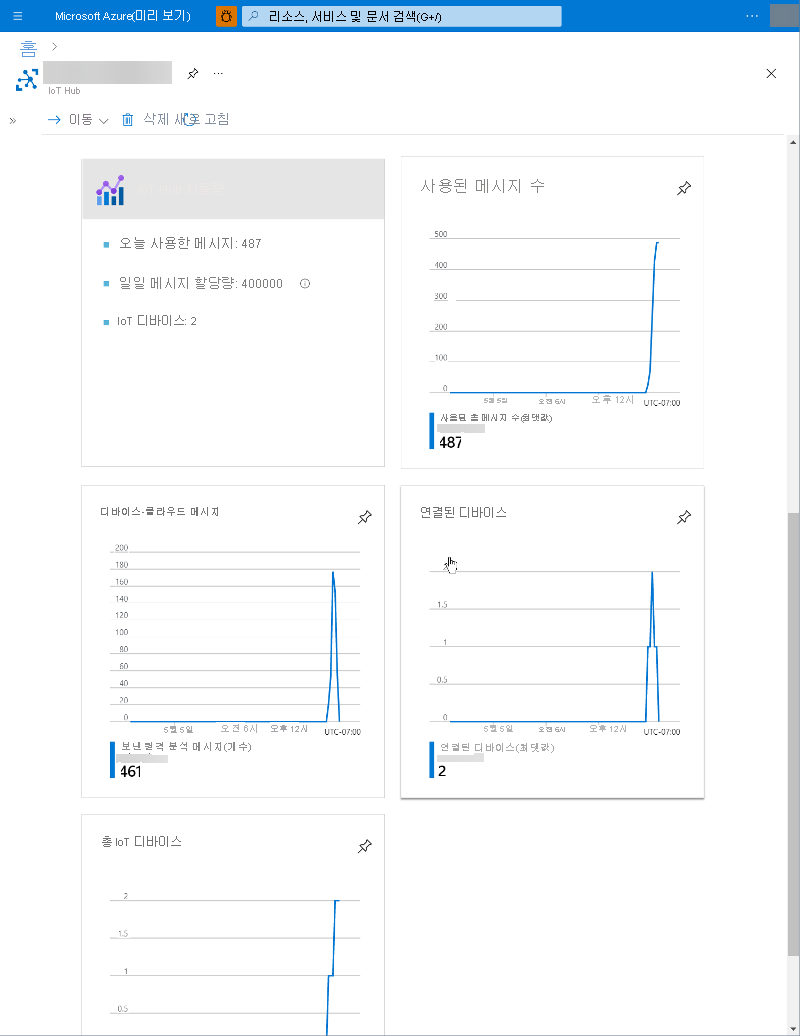 Microsoft Azure(미리 보기)
리소스, 서비스 및 문서 검색(G+/)
홈
IoT Hub
이동
삭제
새로 고침
오늘 사용한 메시지: 487
일일 메시지 할당량: 400000
IoT 디바이스: 2
사용된 메시지 수
500
400
300
200
100
0
5월 5일
오전 6시
오후 12시
UTC-07:00
사용된 총 메시지 수(최댓값)
487
디바이스-클라우드 메시지
200
180
160
140
120
100
80
60
40
20
0
5월 5일
오전 6시
오후 12시
UTC-07:00
보낸 원격 분석 메시지(개수)
461
연결된 디바이스
1.5
1
0.5
0
5월 5일
오전 6시
오후 12시
UTC-07:00
연결된 디바이스(최댓값)
2
총 IoT 디바이스
2
1.5
1
0.5